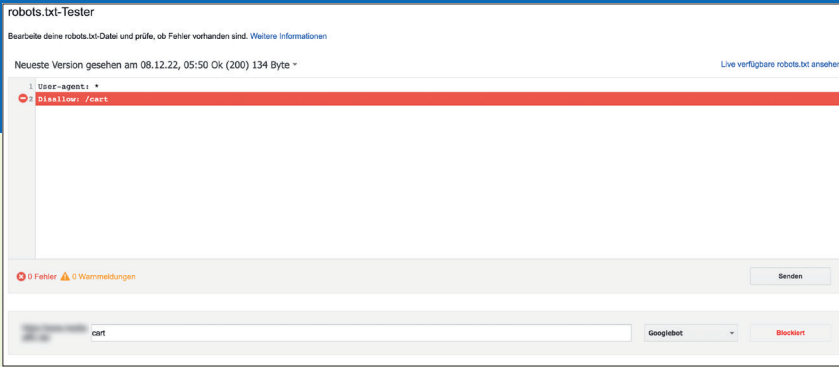 robots.txt-Tester
Bearbeite deine robots.txt-Datei und prüfe, ob Fehler vorhanden sind. Weitere Informationen
Neueste Version gesehen am 08.12.22, 05:50 Ok (200) 134 Byte
Live verfügbare robots.txt ansehen
1 User-agent: *
2 Disallow: /cart
0 Fehler 0 Warnmeldungen
Senden
cart
Googlebot
Blockiert